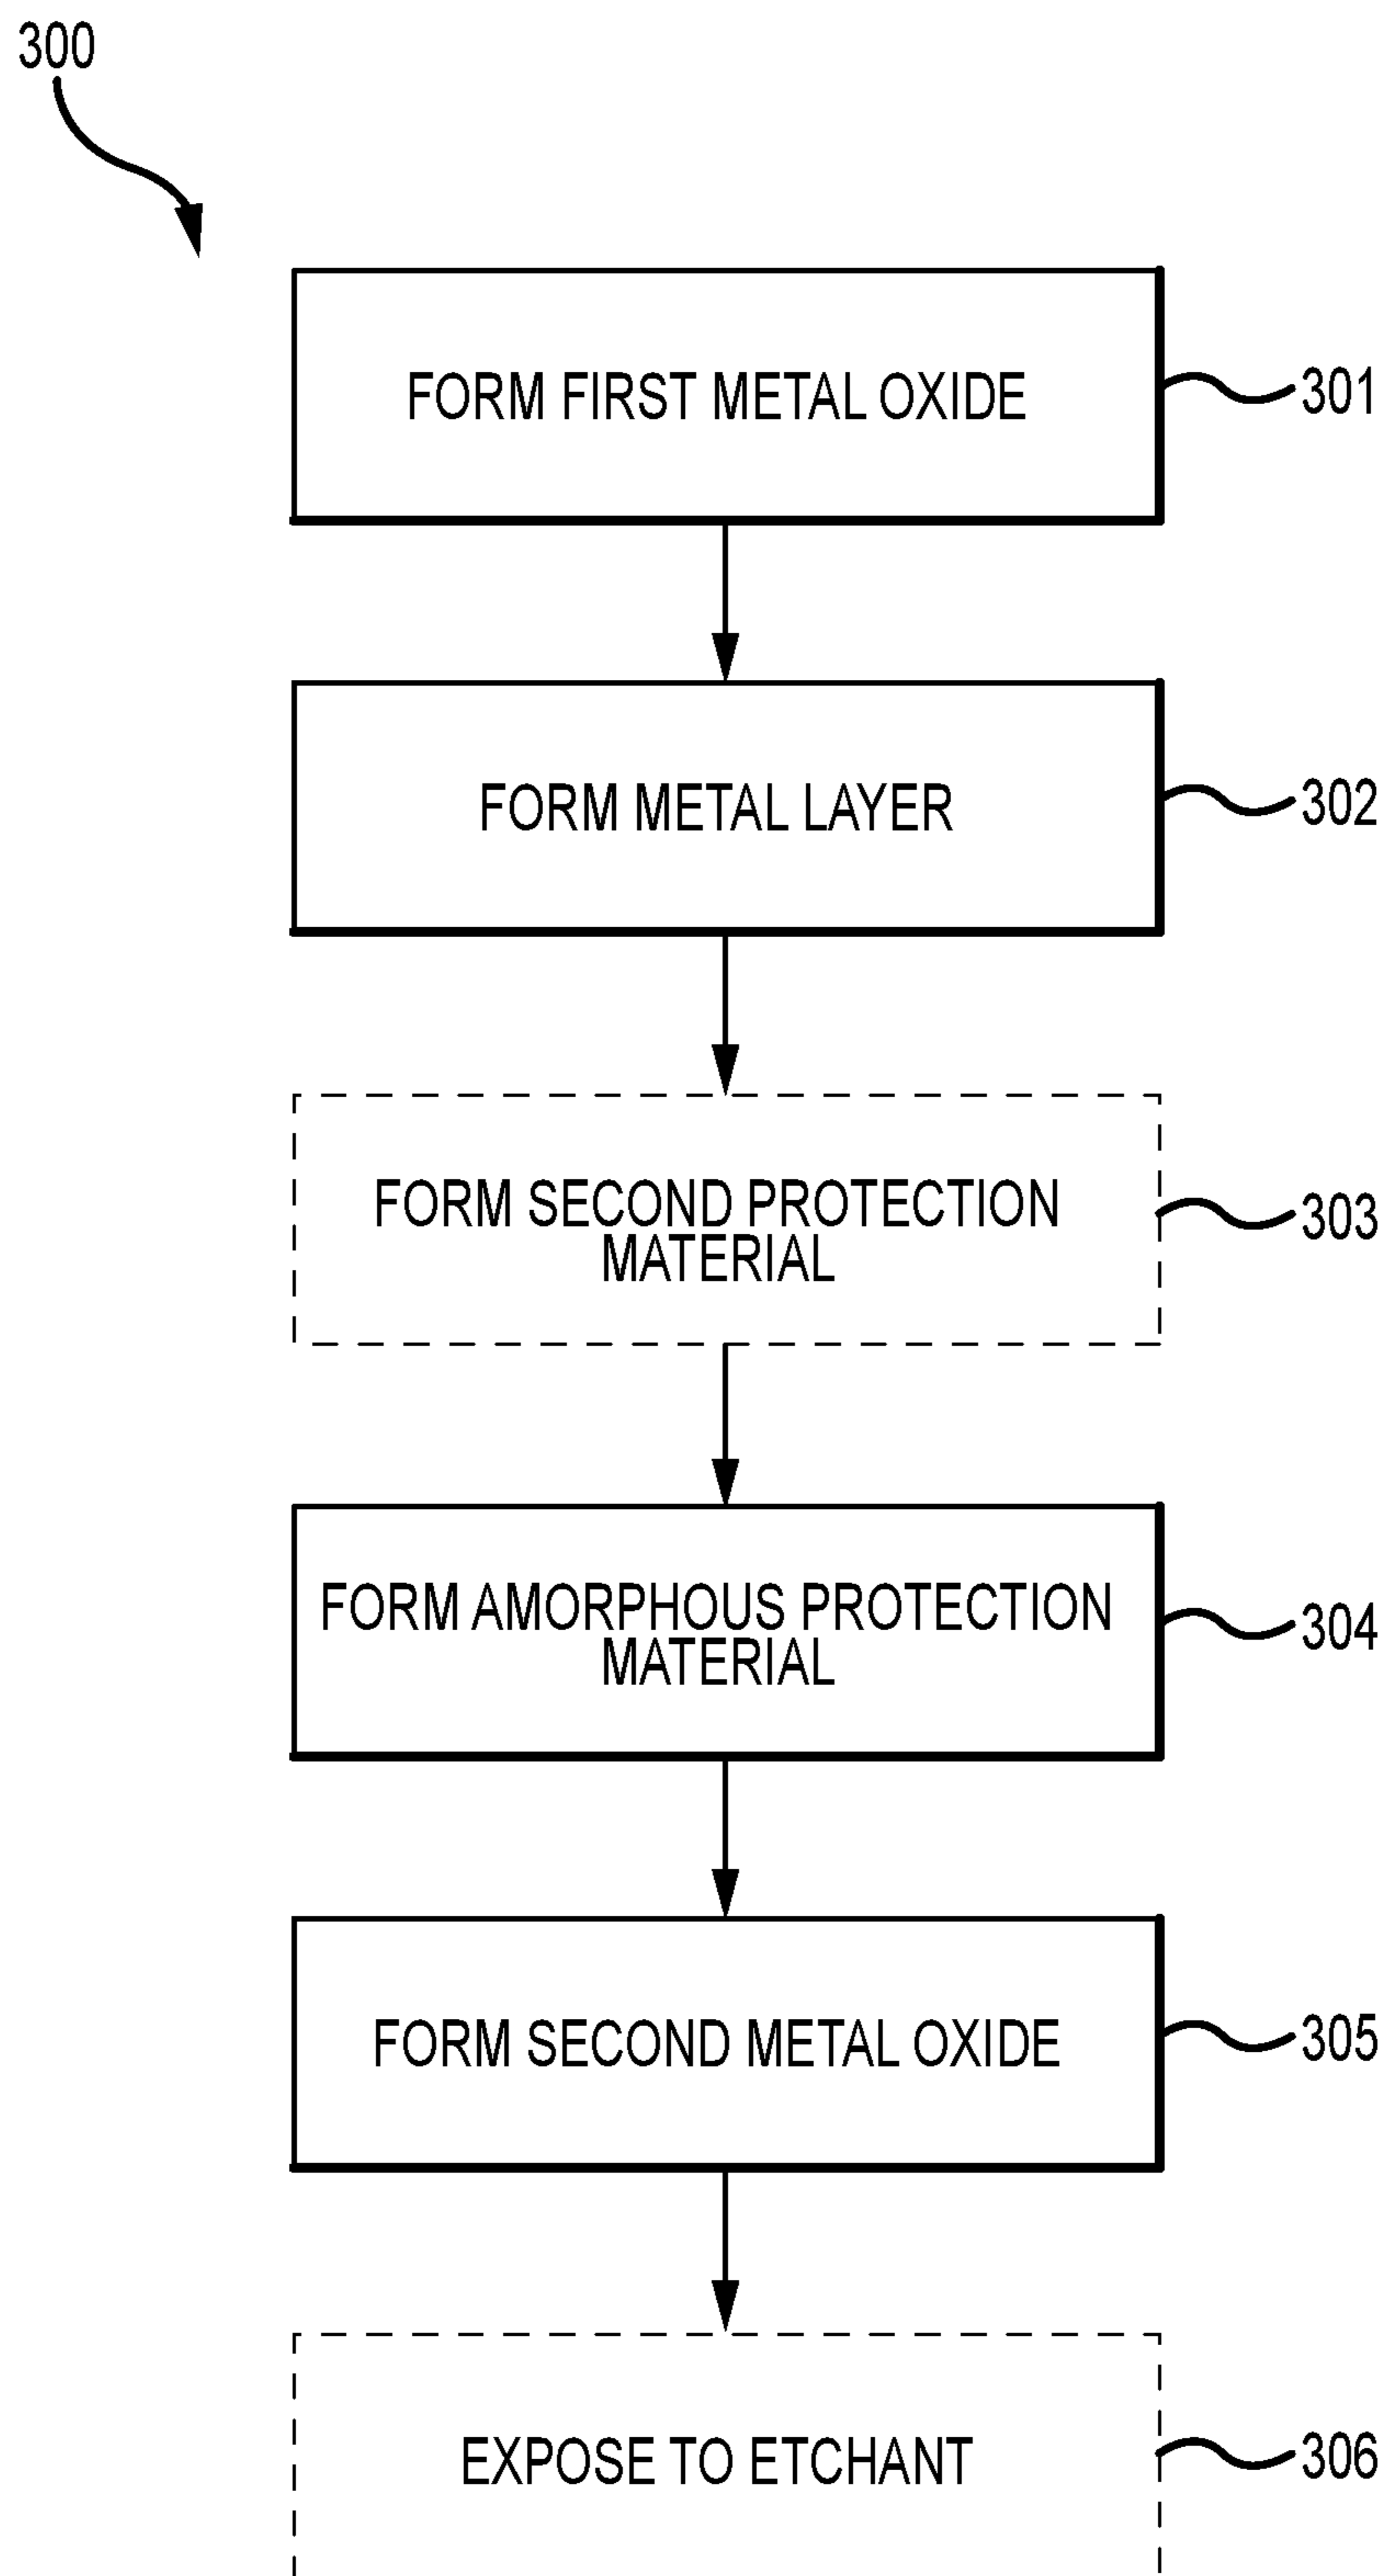 300
FORM FIRST METAL OXIDE
301
FORM METAL LAYER
302
FORM SECOND PROTECTION
MATERIAL
303
FORM AMORPHOUS PROTECTION
MATERIAL
304
FORM SECOND METAL OXIDE
305
EXPOSE TO ETCHANT
306